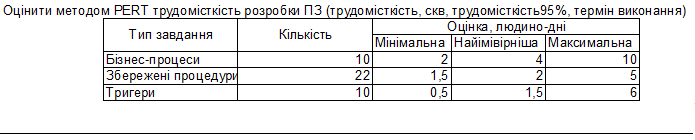 Оцінити методом PERT трудомісткість розробки ПЗ (трудомісткість, скв, трудомісткість95%, термін виконання)
Тип завдання Кількість Оцінка, людино-дні
Мінімальна Найімівірніша Максимальна
Бізнес-процеси 10 2 4 10
Збережені процедури 22 1,5 2 5
Тригери 10 0,5 1,5 6